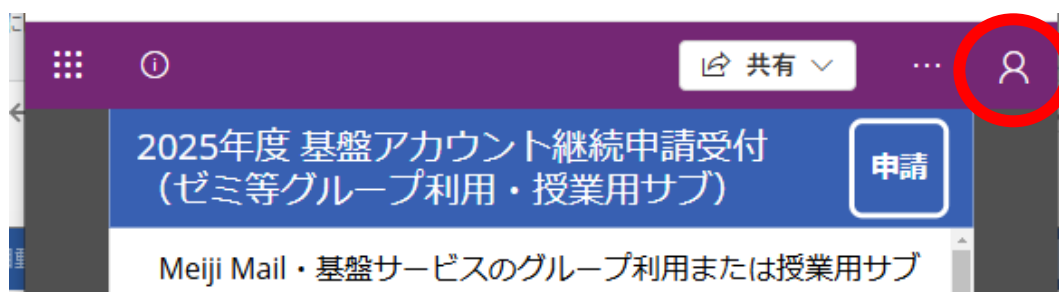 共有
2025年度 基盤アカウント継続申請受付
（ゼミ等グループ利用・授業用サブ）
申請
Meiji Mail・基盤サービスのグループ利用または授業用サブ